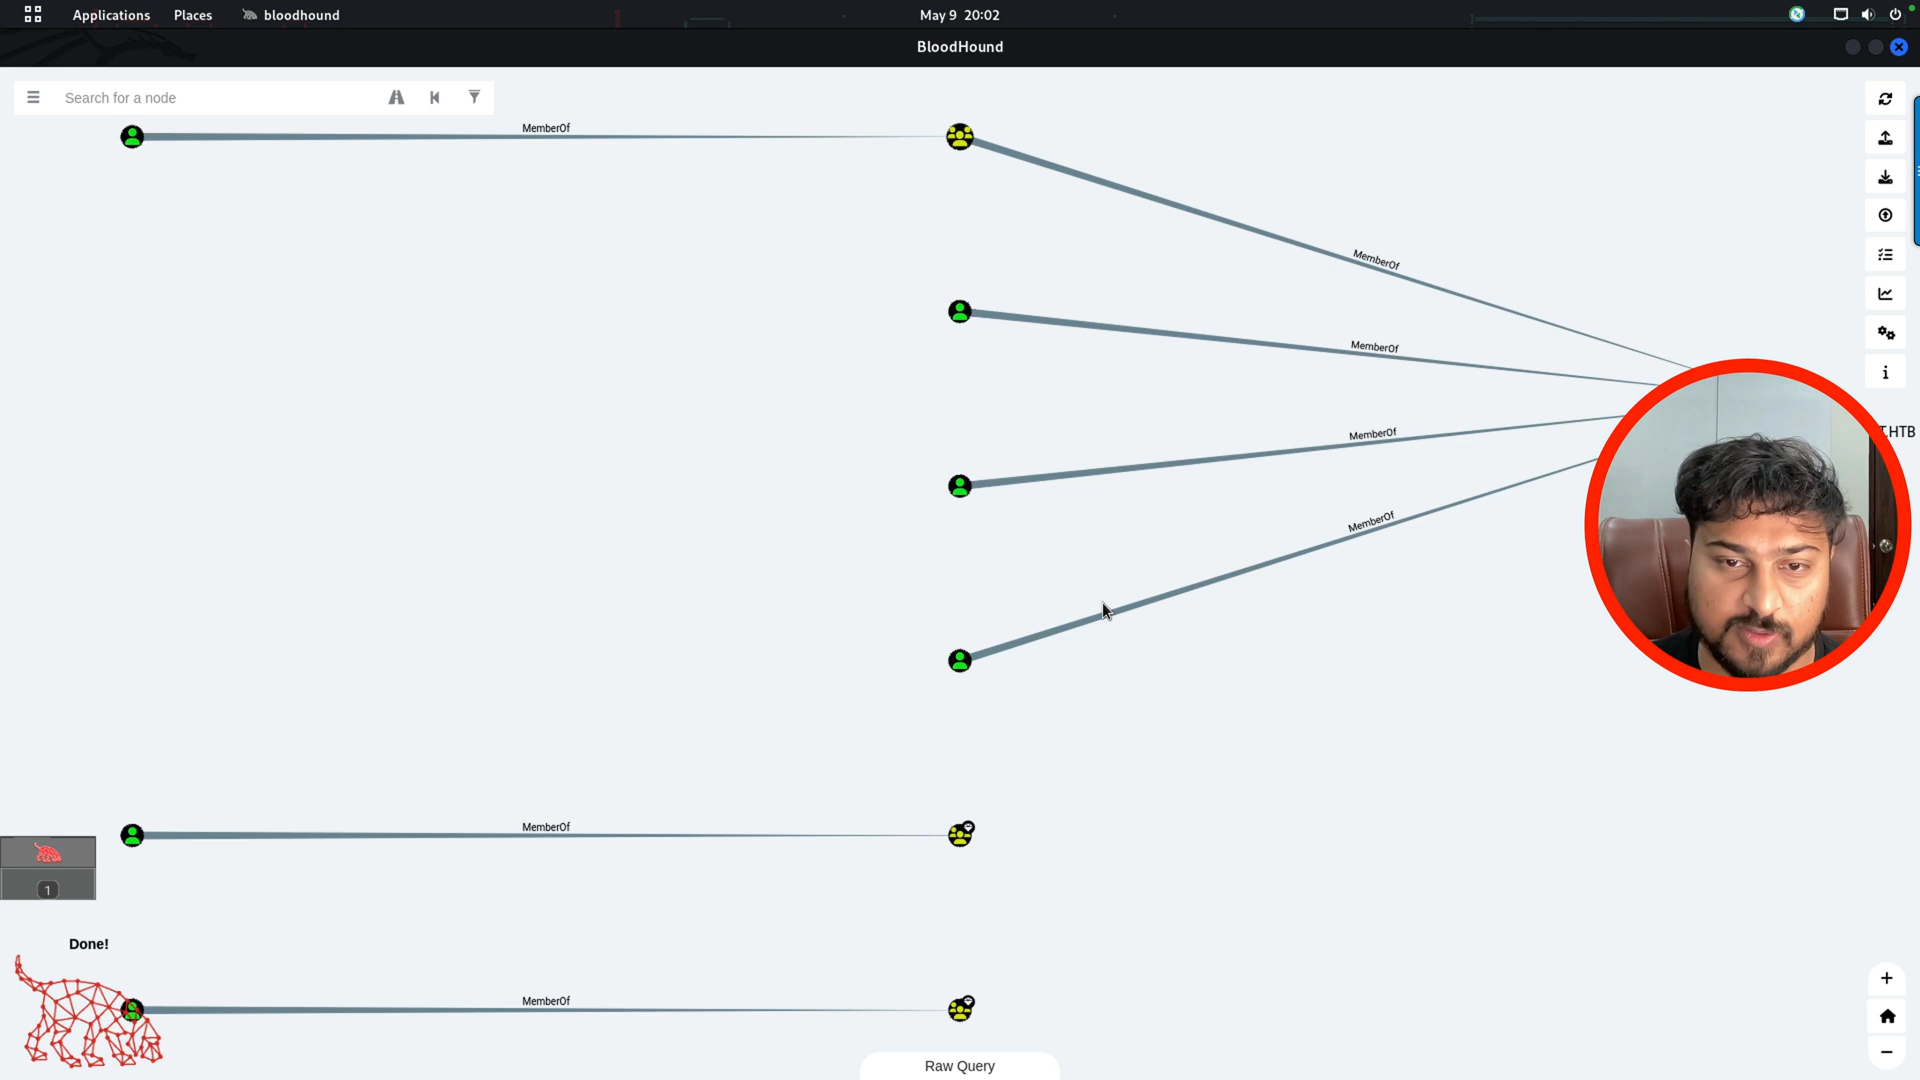 Applications Places bloodhound May 9 20:02
BloodHound
Search for a node
MemberOf
MemberOf
MemberOf
T.HTB
MemberOf
MemberOf
MemberOf
1
Done!
MemberOf
Raw Query